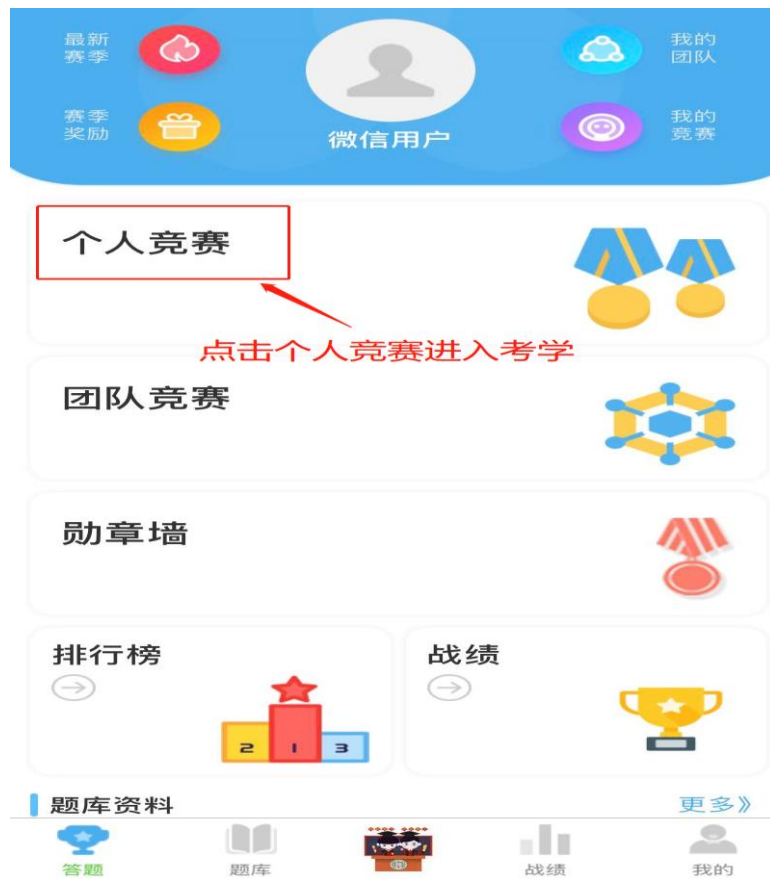 最新
赛季
我的
团队
赛季
奖励
微信用户
我的
竞赛
个人竞赛
点击个人竞赛进入考学
团队竞赛
勋章墙
排行榜
战绩
2 1 3
题库资料
更多》
答题
题库
战绩
我的